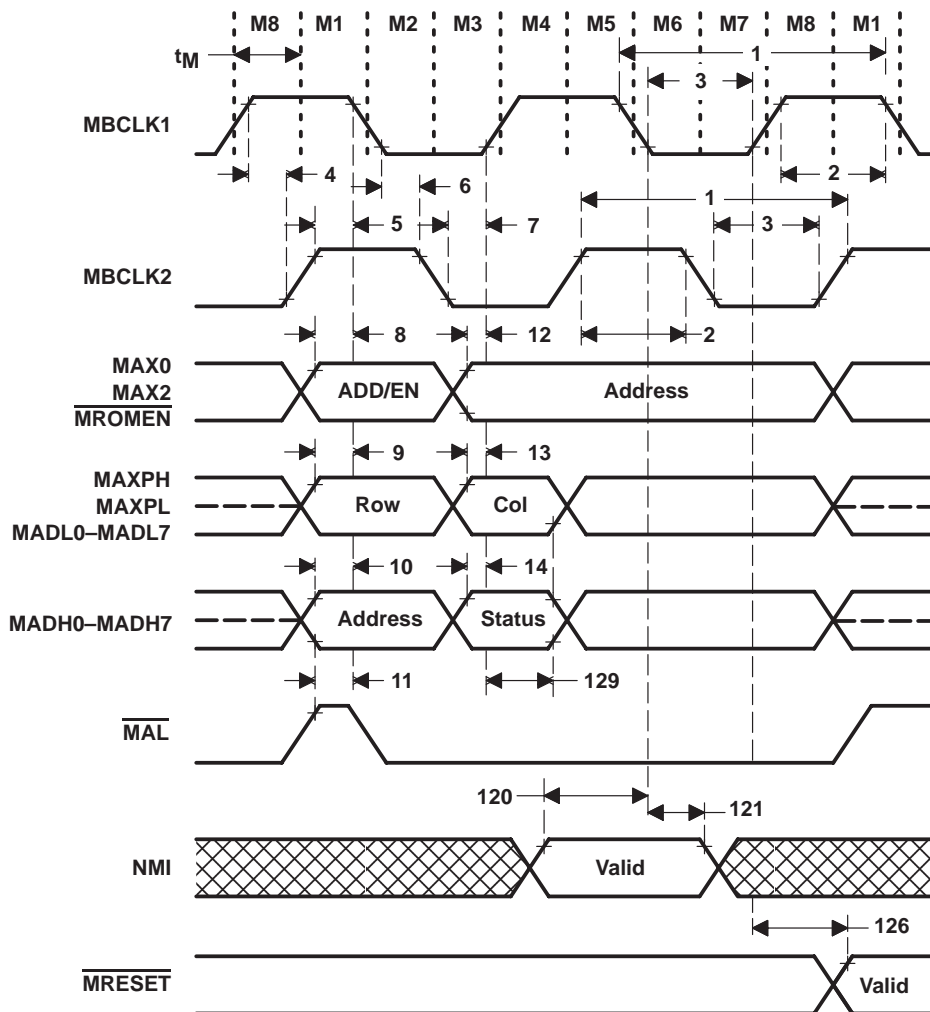 M8 M1 M2 M3 M4 M5 M6 M7 M8 M1
tM 1
3
MBCLK1
4 6 2
1
5 7 3
MBCLK2
8 12 2
MAX0
MAX2 ADD/EN Address
MROMEN
9 13
MAXPH
MAXPL Row Col
MADL0–MADL7
10 14
MADH0–MADH7 Address Status
11 129
MAL
120 121
NMI Valid
126
MRESET Valid